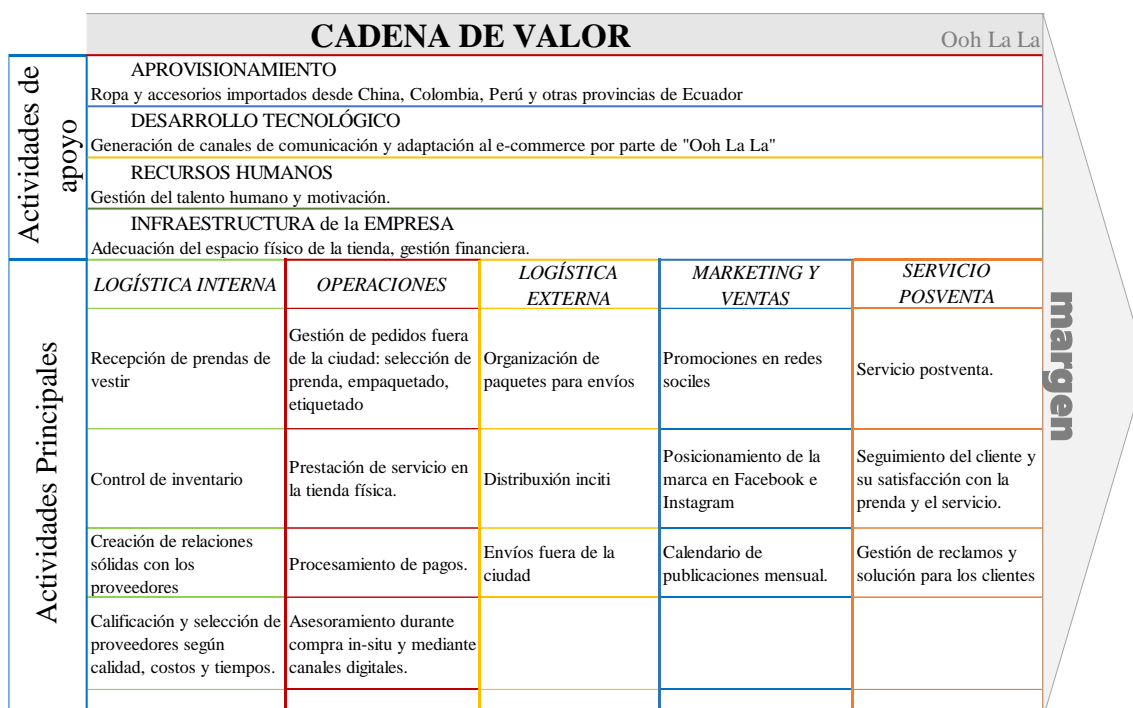 CADENA DE VALOR
Ooh La La
Actividades de
apoyo
APROVISIONAMIENTO
Ropa y accesorios importados desde China, Colombia, Perú y otras provincias de Ecuador
DESARROLLO TECNOLÓGICO
Generación de canales de comunicación y adaptación al e-commerce por parte de "Ooh La La"
RECURSOS HUMANOS
Gestión del talento humano y motivación.
INFRAESTRUCTURA de la EMPRESA
Adecuación del espacio físico de la tienda, gestión financiera.
Actividades Principales
LOGÍSTICA INTERNA
OPERACIONES
LOGÍSTICA
EXTERNA
MARKETING Y
VENTAS
SERVICIO
POSVENTA
Recepción de prendas de
vestir
Gestión de pedidos fuera
de la ciudad: selección de
prenda, empaquetado,
etiquetado
Organización de
paquetes para envíos
Promociones en redes
sociles
Servicio postventa.
Control de inventario
Prestación de servicio en
la tienda física.
Distribuxión inciti
Posicionamiento de la
marca en Facebook e
Instagram
Seguimiento del cliente y
su satisfacción con la
prenda y el servicio.
Creación de relaciones
sólidas con los
proveedores
Procesamiento de pagos.
Envíos fuera de la
ciudad
Calendario de
publicaciones mensual.
Gestión de reclamos y
solución para los clientes
Calificación y selección de
proveedores según
calidad, costos y tiempos.
Asesoramiento durante
compra in-situ y mediante
canales digitales.
margen